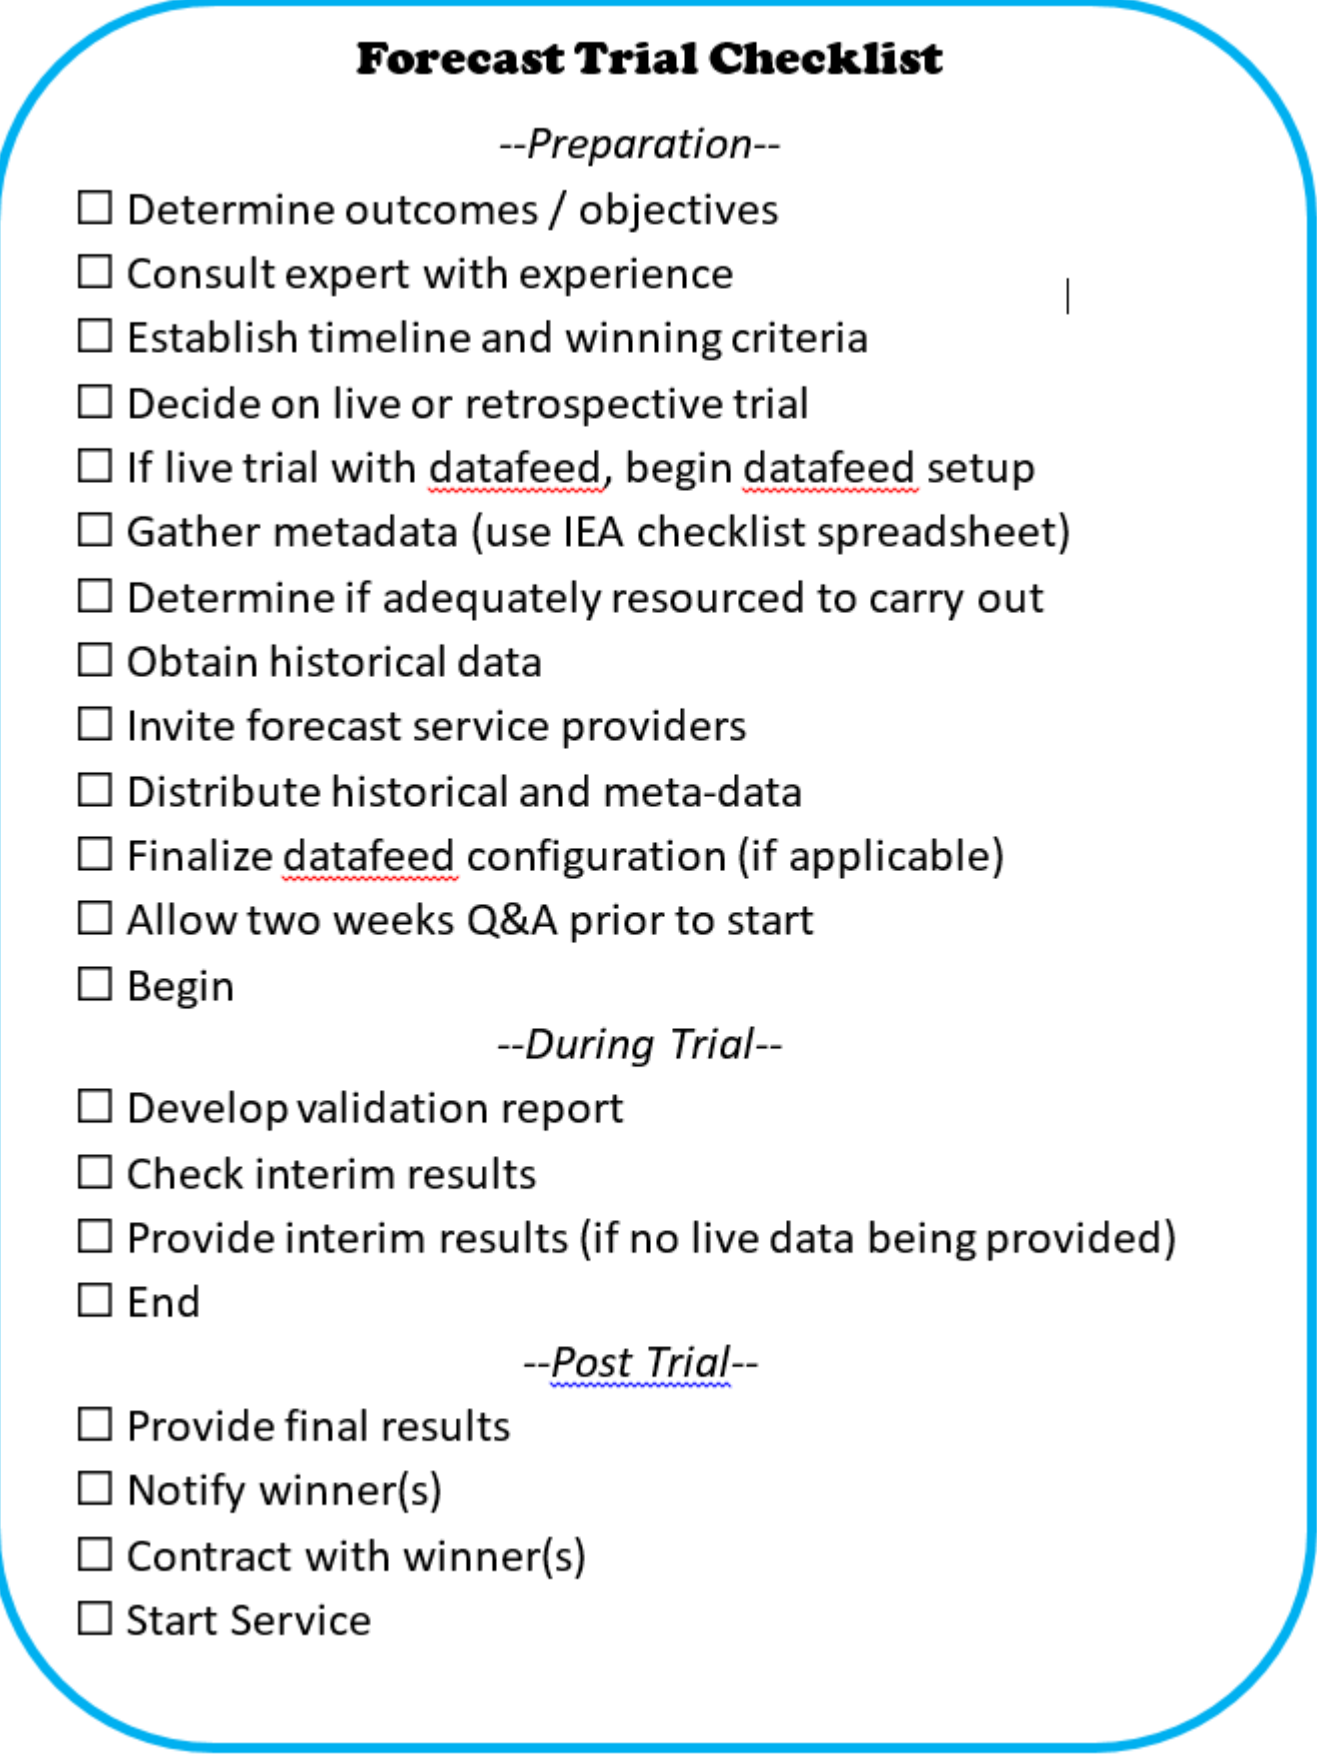 Forecast Trial Checklist
--Preparation--
☐ Determine outcomes / objectives
☐ Consult expert with experience
☐ Establish timeline and winning criteria
☐ Decide on live or retrospective trial
☐ If live trial with datafeed, begin datafeed setup
☐ Gather metadata (use IEA checklist spreadsheet)
☐ Determine if adequately resourced to carry out
☐ Obtain historical data
☐ Invite forecast service providers
☐ Distribute historical and meta-data
☐ Finalize datafeed configuration (if applicable)
☐ Allow two weeks Q&A prior to start
☐ Begin
--During Trial--
☐ Develop validation report
☐ Check interim results
☐ Provide interim results (if no live data being provided)
☐ End
--Post Trial--
☐ Provide final results
☐ Notify winner(s)
☐ Contract with winner(s)
☐ Start Service